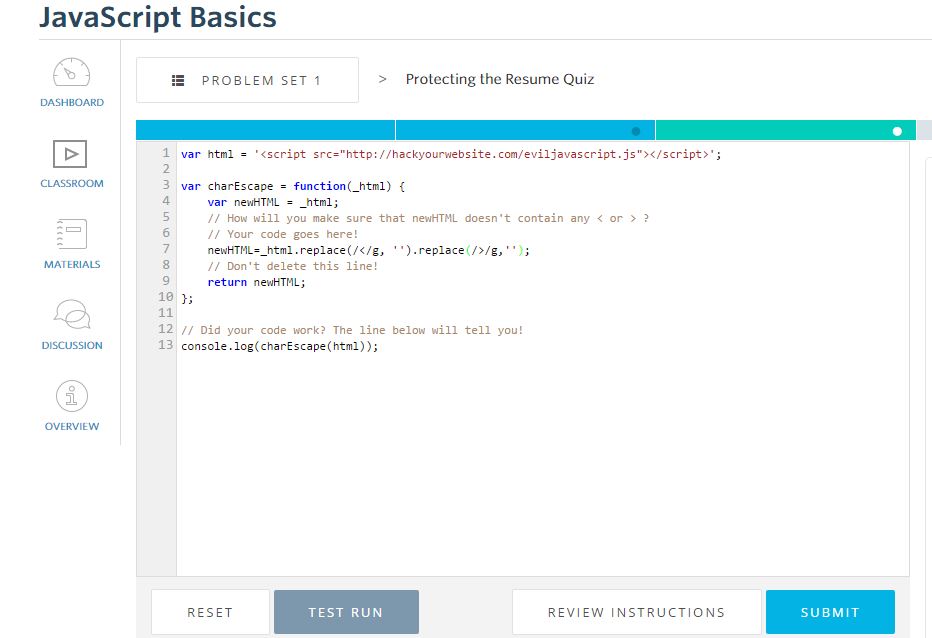 JavaScript Basics
DASHBOARD
CLASSROOM
MATERIALS
DISCUSSION
OVERVIEW
PROBLEM SET 1 > Protecting the Resume Quiz
1 var html = '<script src="http://hackyourwebsite.com/eviljavascript.js"></script>';
2
3 var charEscape = function(_html) {
4     var newHTML = _html;
5     // How will you make sure that newHTML doesn't contain any < or > ?
6     // Your code goes here!
7     newHTML=_html.replace(/</g, '').replace(/>/g,'');
8     // Don't delete this line!
9     return newHTML;
10 };
11
12 // Did your code work? The line below will tell you!
13 console.log(charEscape(html));
RESET TEST RUN REVIEW INSTRUCTIONS SUBMIT